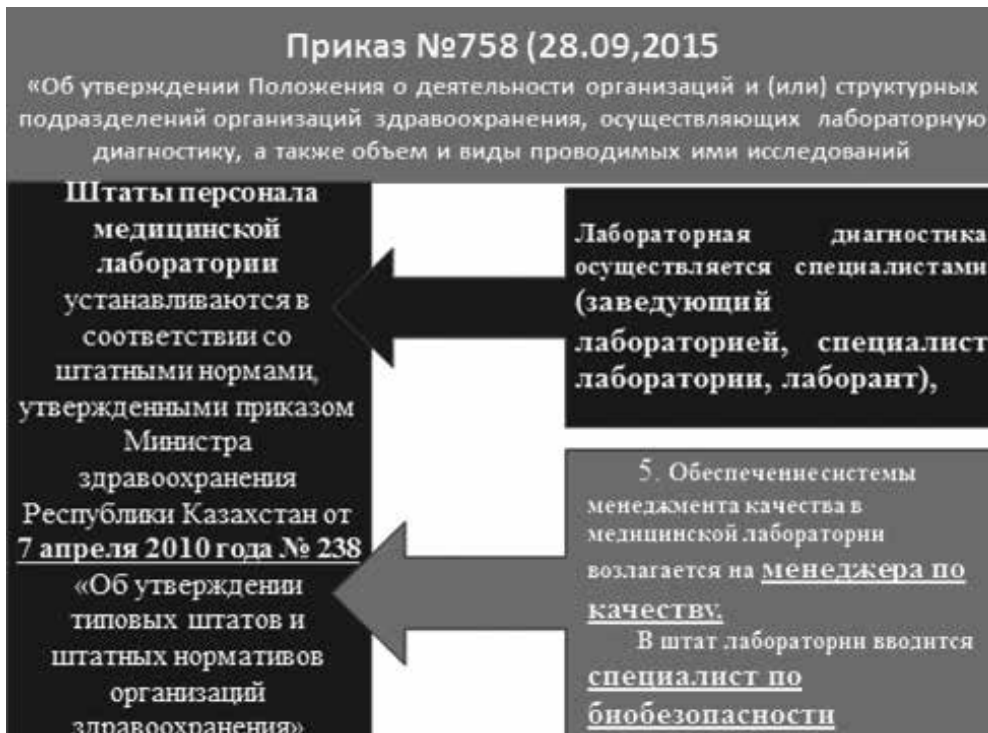 Приказ №758 (28.09,2015
«Об утверждении Положения о деятельности организаций и (или) структурных
подразделений организаций здравоохранения, осуществляющих лабораторную
диагностику, а также объем и виды проводимых ими исследований
Штаты персонала
медицинской
лаборатории
устанавливаются в
соответствии со
штатными нормами,
утвержденными приказом
Министра
здравоохранения
Республики Казахстан от
7 апреля 2010 года № 238
«Об утверждении
типовых штатов и
штатных нормативов
организаций
здравоохранения»
Лабораторная диагностика
осуществляется специалистами
(заведующий
лабораторией, специалист
лаборатории, лаборант),
5. Обеспечение системы
менеджмента качества в
медицинской лаборатории
возлагается на менеджера по
качеству.
В штат лаборатории вводится
специалист по
биобезопасности